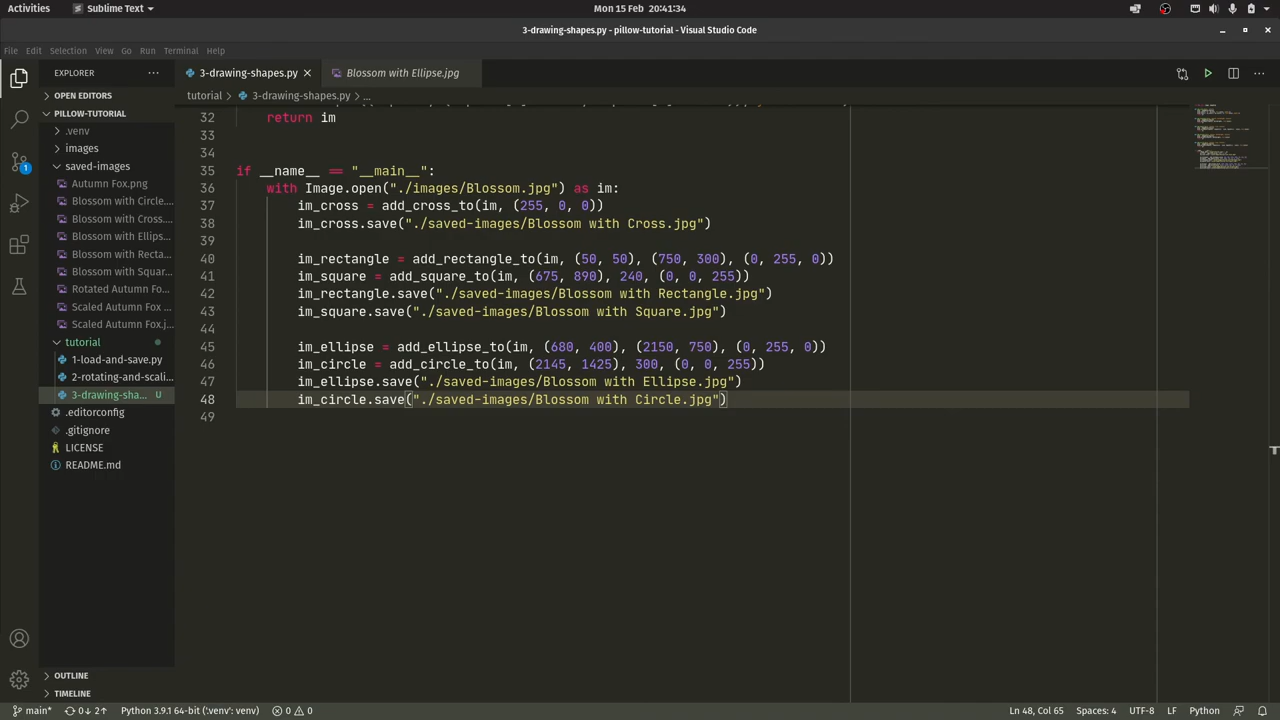 Activities
Sublime Text
Mon 15 Feb 20:41:34
3-drawing-shapes.py - pillow-tutorial - Visual Studio Code
File Edit Selection View Go Run Terminal Help
EXPLORER
3-drawing-shapes.py
Blossom with Ellipse.jpg
OPEN EDITORS
tutorial > 3-drawing-shapes.py > ...
PILLOW-TUTORIAL
.venv
images
saved-images
Autumn Fox.png
Blossom with Circle....
Blossom with Cross....
Blossom with Ellips...
Blossom with Recta...
Blossom with Squar...
Rotated Autumn Fo...
Scaled Autumn Fox ...
Scaled Autumn Fox.j...
tutorial
1-load-and-save.py
2-rotating-and-scali...
3-drawing-sha... U
.editorconfig
.gitignore
LICENSE
README.md
OUTLINE
TIMELINE
32 return im
33
34
35 if __name__ == "__main__":
36 with Image.open("./images/Blossom.jpg") as im:
37 im_cross = add_cross_to(im, (255, 0, 0))
38 im_cross.save("./saved-images/Blossom with Cross.jpg")
39
40 im_rectangle = add_rectangle_to(im, (50, 50), (750, 300), (0, 255, 0))
41 im_square = add_square_to(im, (675, 890), 240, (0, 0, 255))
42 im_rectangle.save("./saved-images/Blossom with Rectangle.jpg")
43 im_square.save("./saved-images/Blossom with Square.jpg")
44
45 im_ellipse = add_ellipse_to(im, (680, 400), (2150, 750), (0, 255, 0))
46 im_circle = add_circle_to(im, (2145, 1425), 300, (0, 0, 255))
47 im_ellipse.save("./saved-images/Blossom with Ellipse.jpg")
48 im_circle.save("./saved-images/Blossom with Circle.jpg")
49
1
main* 0↓ 2↑ Python 3.9.1 64-bit ('.venv': venv) 0 0
Ln 48, Col 65 Spaces: 4 UTF-8 LF Python